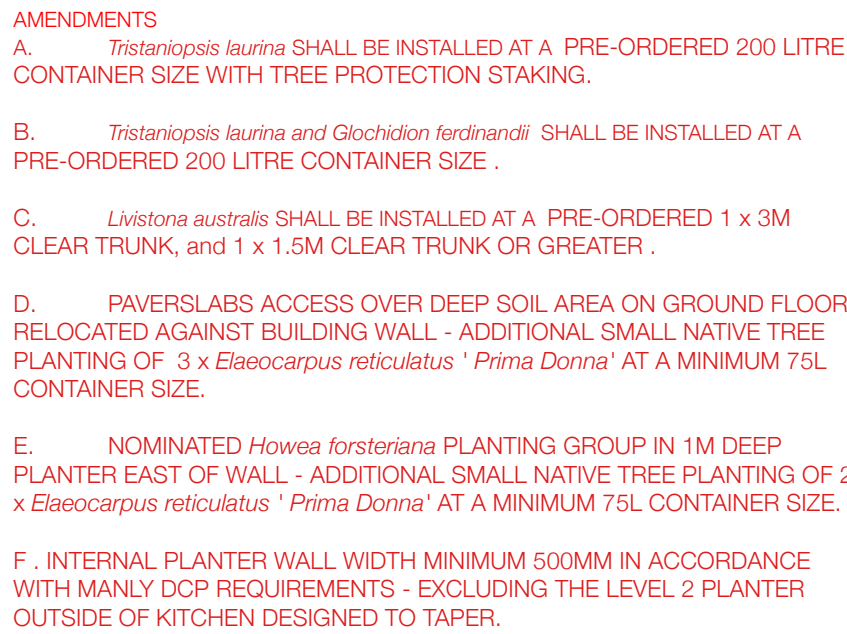 AMENDMENTS
A. Tristaniopsis laurina SHALL BE INSTALLED AT A PRE-ORDERED 200 LITRE
CONTAINER SIZE WITH TREE PROTECTION STAKING.
B. Tristaniopsis laurina and Glochidion ferdinandii SHALL BE INSTALLED AT A
PRE-ORDERED 200 LITRE CONTAINER SIZE .
C. Livistona australis SHALL BE INSTALLED AT A PRE-ORDERED 1 x 3M
CLEAR TRUNK, and 1 x 1.5M CLEAR TRUNK OR GREATER .
D. PAVERSLABS ACCESS OVER DEEP SOIL AREA ON GROUND FLOOR
RELOCATED AGAINST BUILDING WALL - ADDITIONAL SMALL NATIVE TREE
PLANTING OF 3 x Elaeocarpus reticulatus ' Prima Donna' AT A MINIMUM 75L
CONTAINER SIZE.
E. NOMINATED Howea forsteriana PLANTING GROUP IN 1M DEEP
PLANTER EAST OF WALL - ADDITIONAL SMALL NATIVE TREE PLANTING OF 2
x Elaeocarpus reticulatus ' Prima Donna' AT A MINIMUM 75L CONTAINER SIZE.
F . INTERNAL PLANTER WALL WIDTH MINIMUM 500MM IN ACCORDANCE
WITH MANLY DCP REQUIREMENTS - EXCLUDING THE LEVEL 2 PLANTER
OUTSIDE OF KITCHEN DESIGNED TO TAPER.